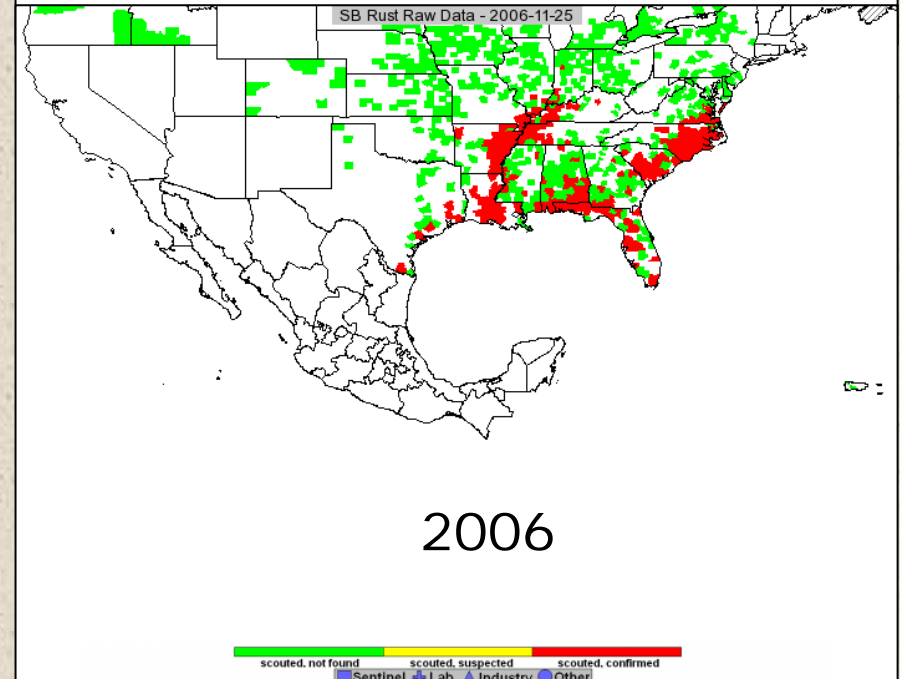 SB Rust Raw Data - 2006-11-25
2006
scouted, not found scouted, suspected scouted, confirmed
Sentinel Lab Industry Other